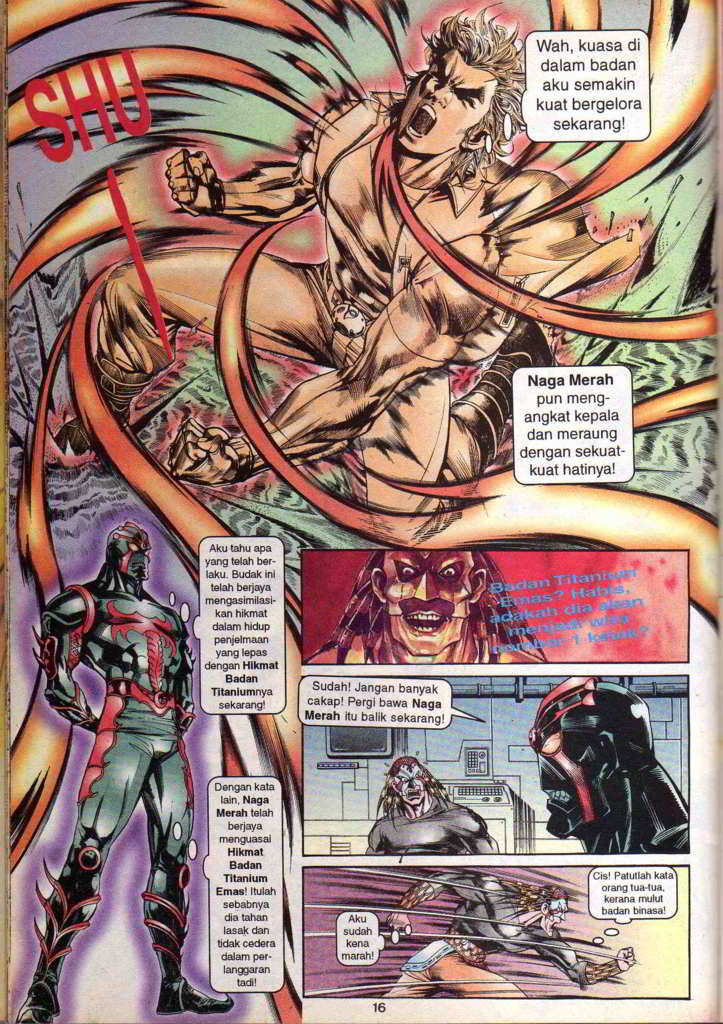 SHU
Wah, kuasa di
dalam badan
aku semakin
kuat bergelora
sekarang!
Naga Merah
pun meng-
angkat kepala
dan meraung
dengan sekuat-
kuat hatinya!
Aku tahu apa
yang telah ber-
laku. Budak ini
telah berjaya
mengasimilasi-
kan hikmat
dalam hidup
penjelmaan
yang lepas
dengan Hikmat
Badan
Titaniumnya
sekarang!
Dengan kata
lain, Naga
Merah telah
berjaya
menguasai
Hikmat
Badan
Titanium
Emas! Itulah
sebabnya
dia tahan
lasak dan
tidak cedera
dalam per-
langgaran
tadi!
Badan Titanium
Emas? Habis,
adakah dia akan
menjadi wira
nombor 1 kelak?
Sudah! Jangan banyak
cakap! Pergi bawa Naga
Merah itu balik sekarang!
Aku
sudah
kena
marah!
Cis! Patutlah kata
orang tua-tua,
kerana mulut
badan binasa!
16